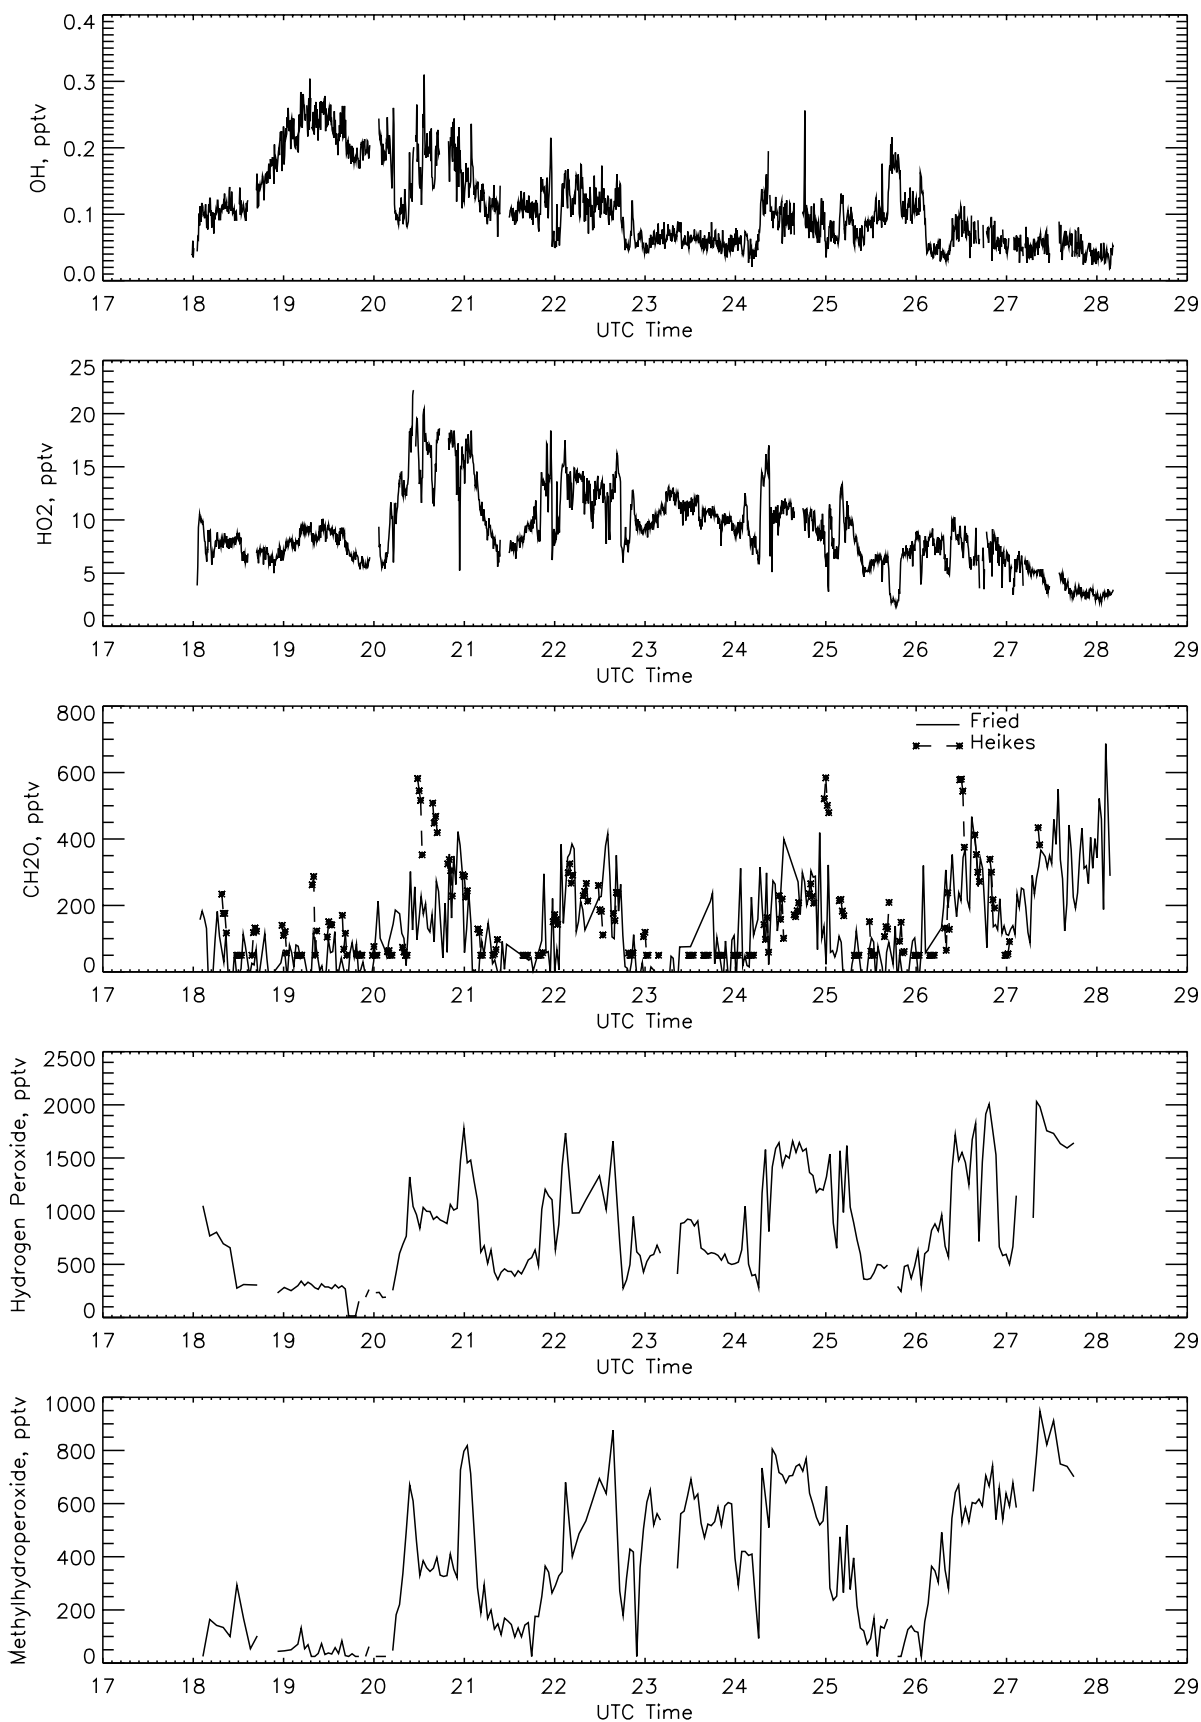 OH, pptv
0.4
0.3
0.2
0.1
0.0
17 18 19 20 21 22 23 24 25 26 27 28 29
UTC Time
HO2, pptv
25
20
15
10
5
0
17 18 19 20 21 22 23 24 25 26 27 28 29
UTC Time
CH2O, pptv
800
600
400
200
0
Fried
Heikes
17 18 19 20 21 22 23 24 25 26 27 28 29
UTC Time
Hydrogen Peroxide, pptv
2500
2000
1500
1000
500
0
17 18 19 20 21 22 23 24 25 26 27 28 29
UTC Time
Methylhydroperoxide, pptv
1000
800
600
400
200
0
17 18 19 20 21 22 23 24 25 26 27 28 29
UTC Time